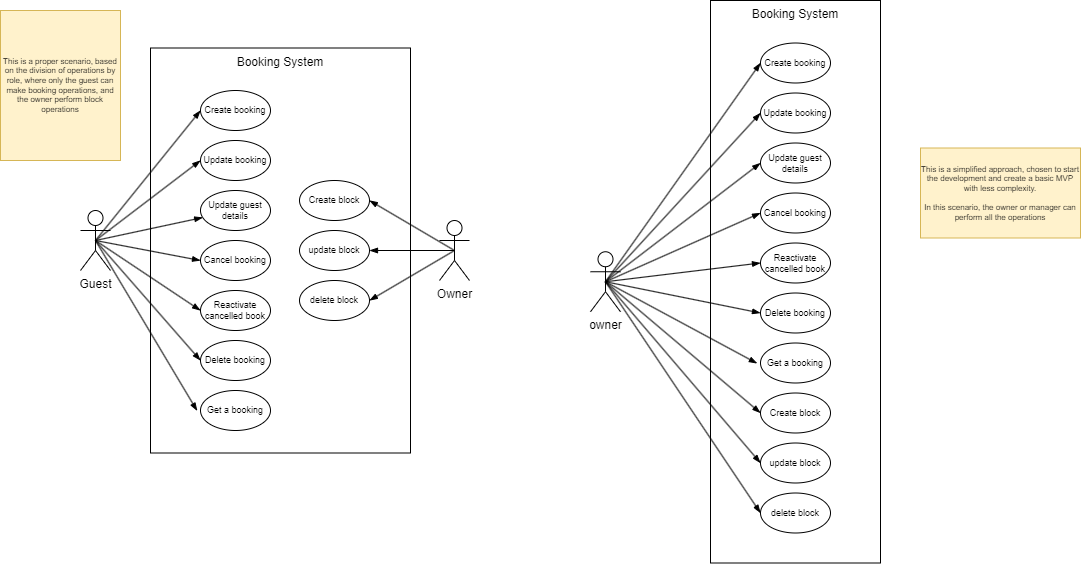 This is a proper scenario, based
on the division of operations by
role, where only the guest can
make booking operations, and
the owner perform block
operations
Booking System
Create booking
Update booking
Update guest
details
Cancel booking
Reactivate
cancelled book
Delete booking
Get a booking
Create block
update block
delete block
Guest
Owner
Booking System
Create booking
Update booking
Update guest
details
Cancel booking
Reactivate
cancelled book
Delete booking
Get a booking
Create block
update block
delete block
owner
This is a simplified approach, chosen to start
the development and create a basic MVP
with less complexity.
In this scenario, the owner or manager can
perform all the operations